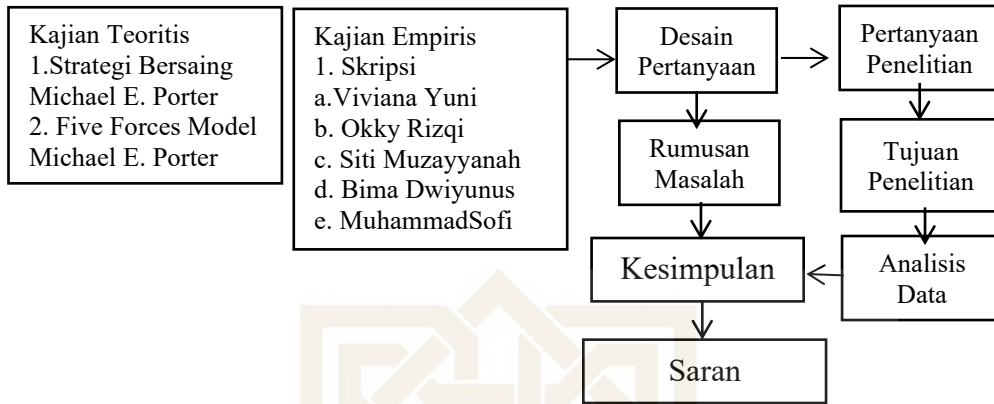 Kajian Teoritis
1.Strategi Bersaing
Michael E. Porter
2. Five Forces Model
Michael E. Porter
Kajian Empiris
1. Skripsi
a.Viviana Yuni
b. Okky Rizqi
c. Siti Muzayyanah
d. Bima Dwiyunus
e. MuhammadSofi
Desain
Pertanyaan
Pertanyaan
Penelitian
Rumusan
Masalah
Tujuan
Penelitian
Kesimpulan
Analisis
Data
Saran